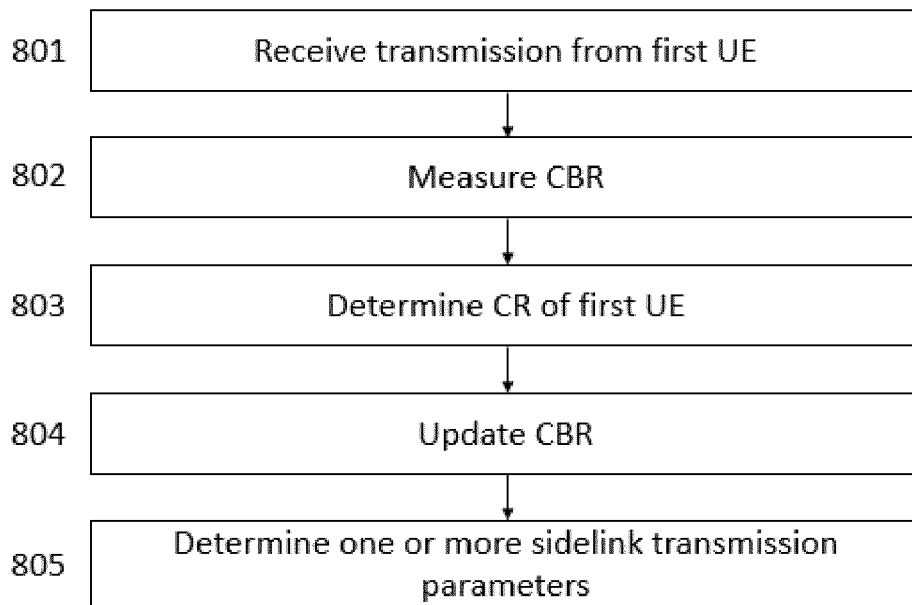 801 Receive transmission from first UE
802 Measure CBR
803 Determine CR of first UE
804 Update CBR
805 Determine one or more sidelink transmission
parameters